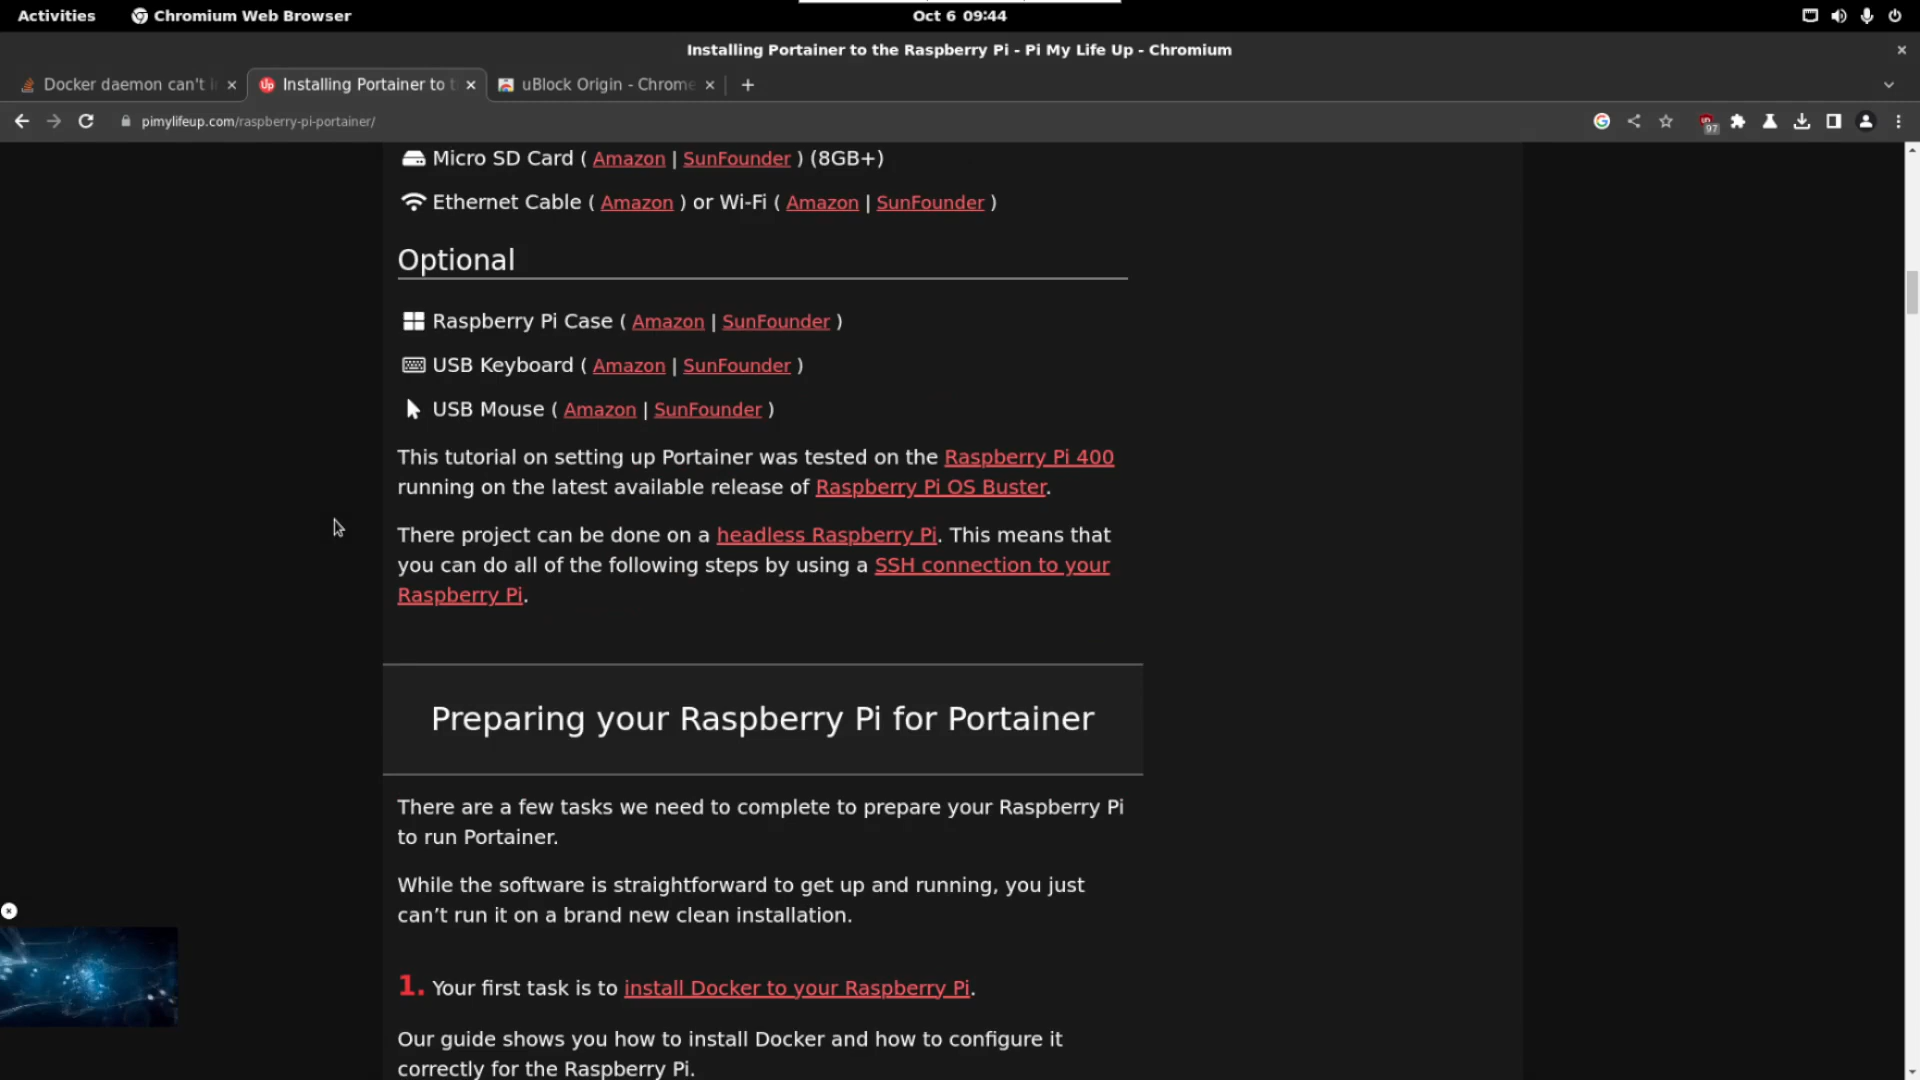 Activities
Chromium Web Browser
Oct 6 09:44
Installing Portainer to the Raspberry Pi - Pi My Life Up - Chromium
Docker daemon can't i
Up Installing Portainer to t
uBlock Origin - Chrome
pimylifeup.com/raspberry-pi-portainer/
97
Micro SD Card ( Amazon | SunFounder ) (8GB+)
Ethernet Cable ( Amazon ) or Wi-Fi ( Amazon | SunFounder )
Optional
Raspberry Pi Case ( Amazon | SunFounder )
USB Keyboard ( Amazon | SunFounder )
USB Mouse ( Amazon | SunFounder )
This tutorial on setting up Portainer was tested on the Raspberry Pi 400
running on the latest available release of Raspberry Pi OS Buster.
There project can be done on a headless Raspberry Pi. This means that
you can do all of the following steps by using a SSH connection to your
Raspberry Pi.
Preparing your Raspberry Pi for Portainer
There are a few tasks we need to complete to prepare your Raspberry Pi
to run Portainer.
While the software is straightforward to get up and running, you just
can’t run it on a brand new clean installation.
1. Your first task is to install Docker to your Raspberry Pi.
Our guide shows you how to install Docker and how to configure it
correctly for the Raspberry Pi.